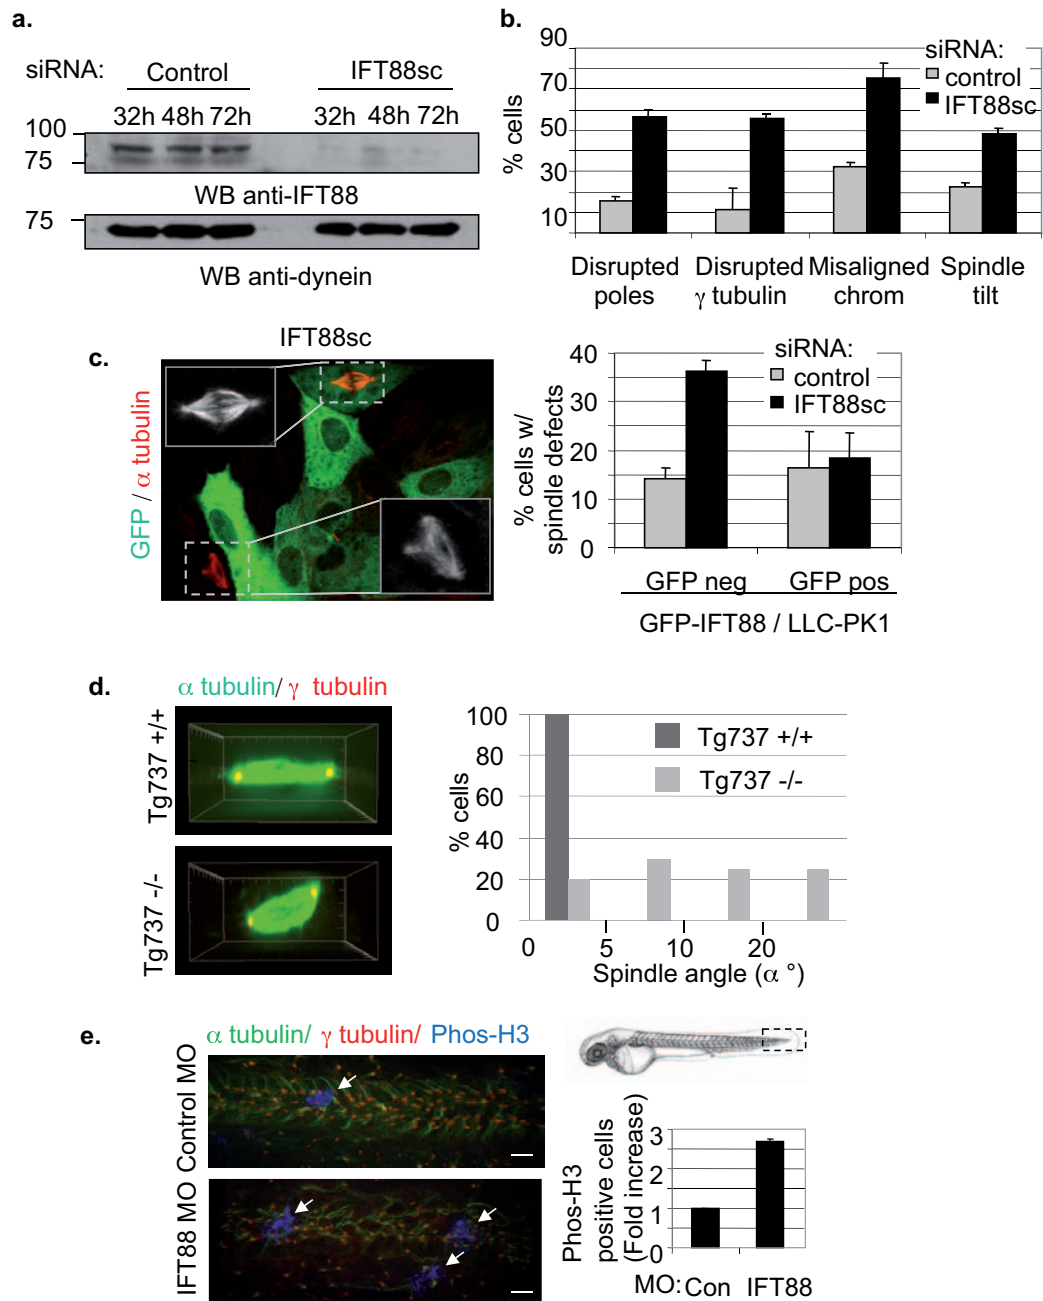 a.
siRNA:
Control
IFT88sc
32h 48h 72h
32h 48h 72h
100
75
WB anti-IFT88
75
WB anti-dynein
b.
90
70
50
30
10
% cells
siRNA:
control
IFT88sc
Disrupted poles
Disrupted γ tubulin
Misaligned chrom
Spindle tilt
c.
IFT88sc
GFP / α tubulin
40
30
20
10
0
% cells w/
spindle defects
siRNA:
control
IFT88sc
GFP neg
GFP pos
GFP-IFT88 / LLC-PK1
d.
α tubulin/ γ tubulin
Tg737 +/+
Tg737 -/-
100
80
60
40
20
0
% cells
Tg737 +/+
Tg737 -/-
0 5 10 20
Spindle angle (α °)
e.
α tubulin/ γ tubulin/ Phos-H3
Control MO
IFT88 MO
Phos-H3
positive cells
(Fold increase)
3
2
1
0
MO: Con IFT88